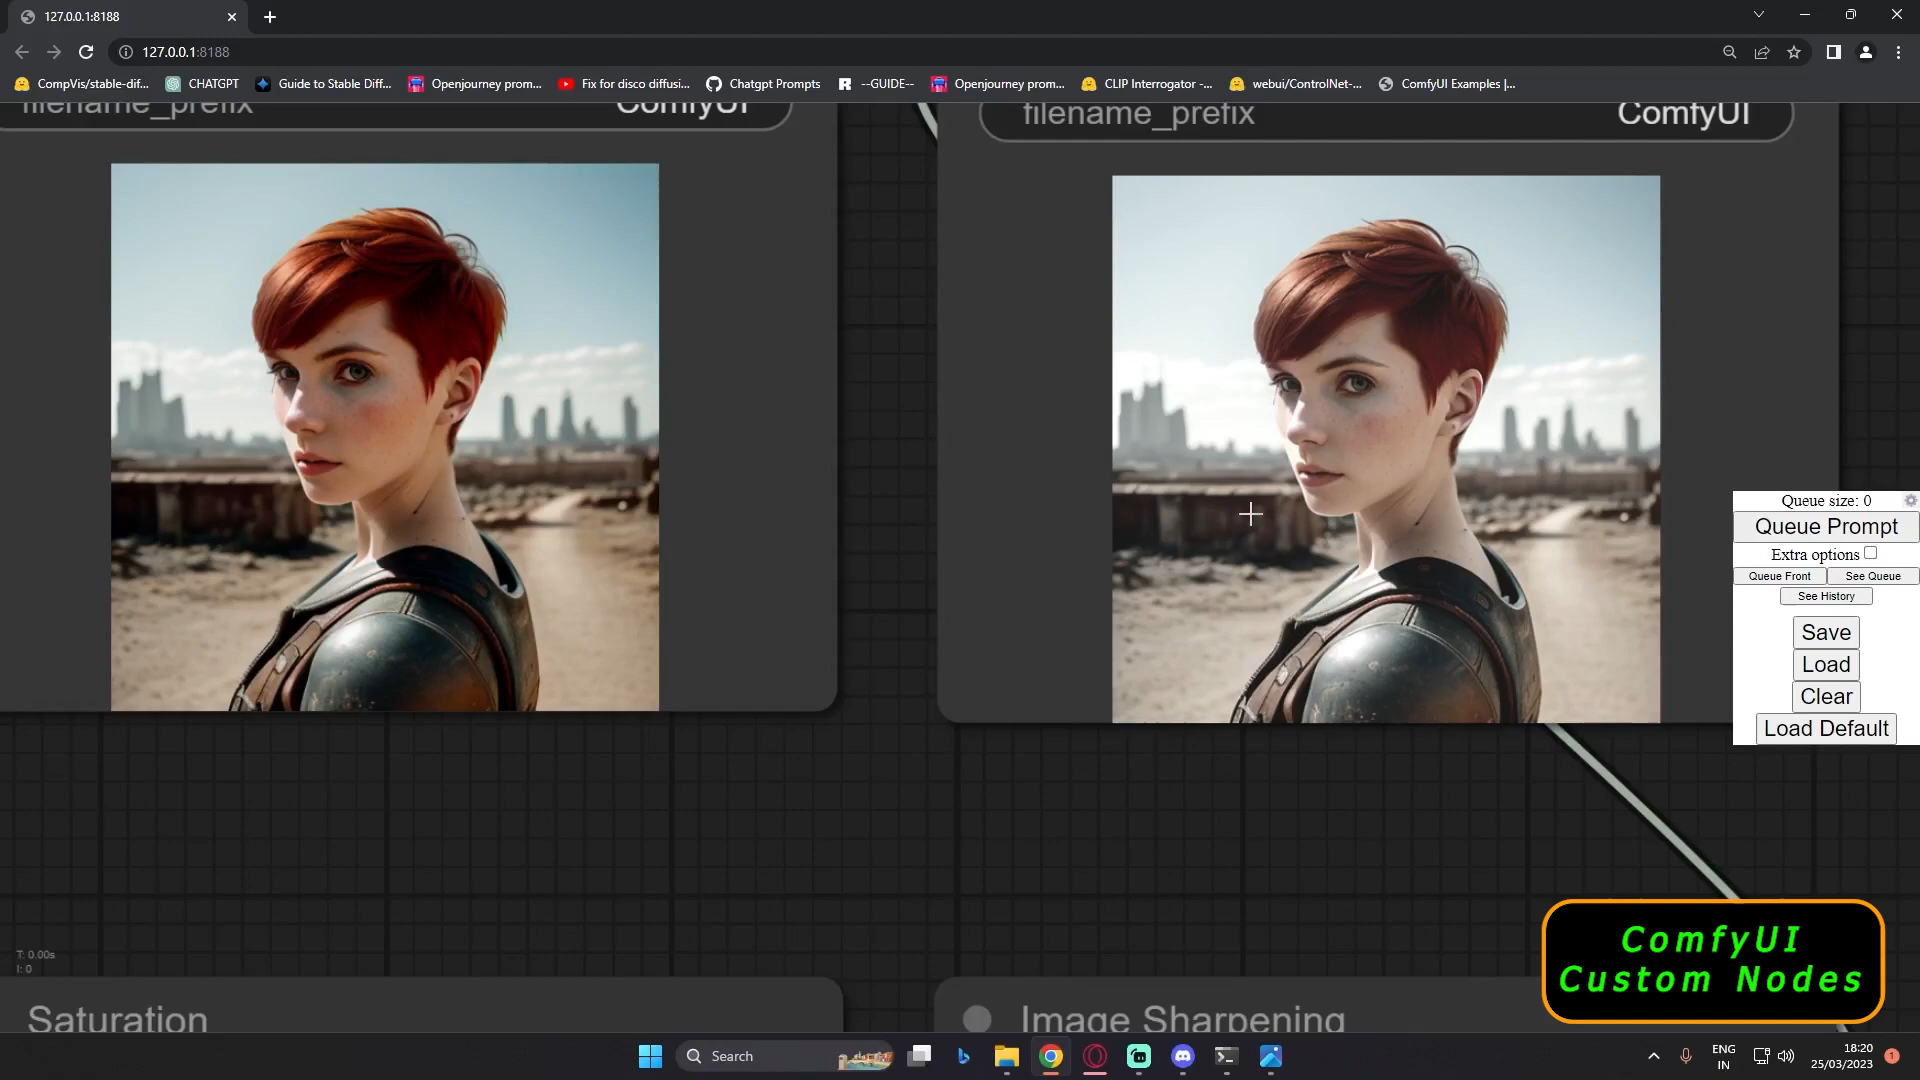 127.0.0.1:8188
127.0.0.1:8188
CompVis/stable-dif...
CHATGPT
Guide to Stable Diff...
Openjourney prom...
Fix for disco diffusi...
Chatgpt Prompts
--GUIDE--
Openjourney prom...
CLIP Interrogator -...
webui/ControlNet-...
ComfyUI Examples |...
filename_prefix ComfyUI
filename_prefix ComfyUI
Queue size: 0
Queue Prompt
Extra options
Queue Front See Queue
See History
Save
Load
Clear
Load Default
ComfyUI
Custom Nodes
T: 0.00s
I: 0
Saturation
Image Sharpening
Search
ENG
IN
18:20
25/03/2023
1